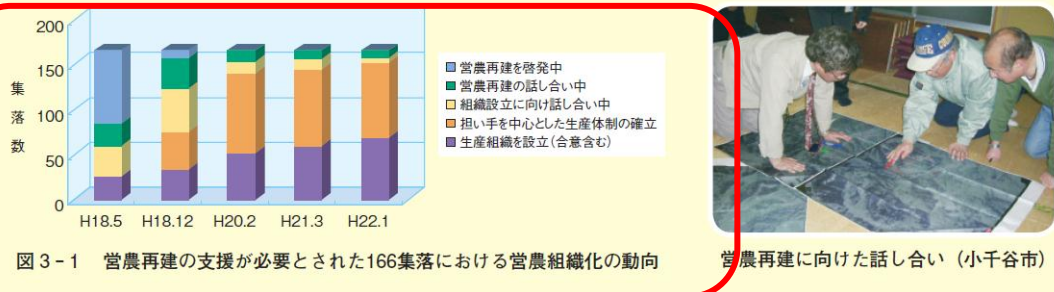 200
150
100
50
0
集落数
H18.5 H18.12 H20.2 H21.3 H22.1
営農再建を啓発中
営農再建の話し合い中
組織設立に向け話し合い中
担い手を中心とした生産体制の確立
生産組織を設立(合意含む)
図3-1 営農再建の支援が必要とされた166集落における営農組織化の動向
営農再建に向けた話し合い(小千谷市)